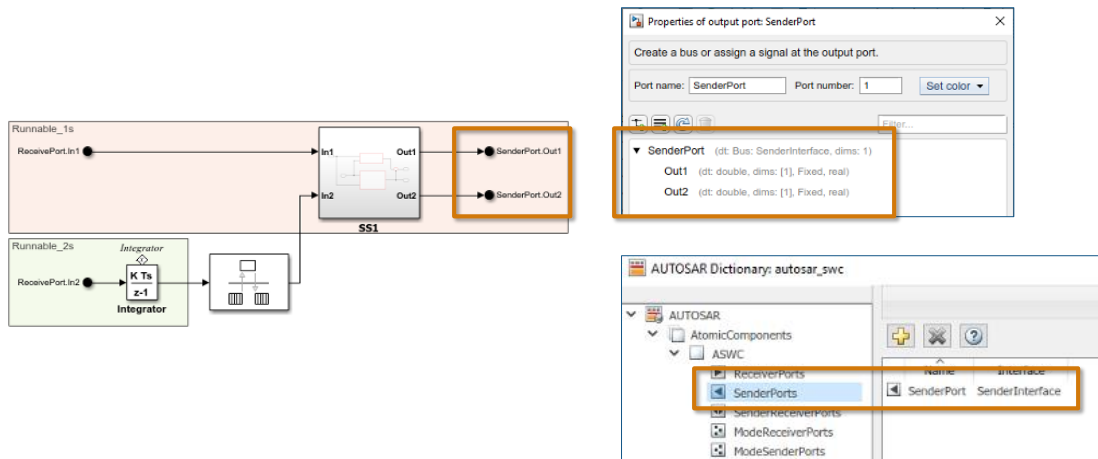 Runnable_1s
ReceivePort.In1
In1
Out1
SenderPort.Out1
In2
Out2
SenderPort.Out2
SS1
Runnable_2s
Integrator
ReceivePort.In2
K Ts
z-1
Integrator
Properties of output port: SenderPort
Create a bus or assign a signal at the output port.
Port name: SenderPort Port number: 1 Set color
Filter...
SenderPort (dt: Bus: SenderInterface, dims: 1)
Out1 (dt: double, dims: [1], Fixed, real)
Out2 (dt: double, dims: [1], Fixed, real)
AUTOSAR Dictionary: autosar_swc
AUTOSAR
AtomicComponents
ASWC
ReceiverPorts
SenderPorts
SenderReceiverPorts
ModeReceiverPorts
ModeSenderPorts
Name Interface
SenderPort SenderInterface